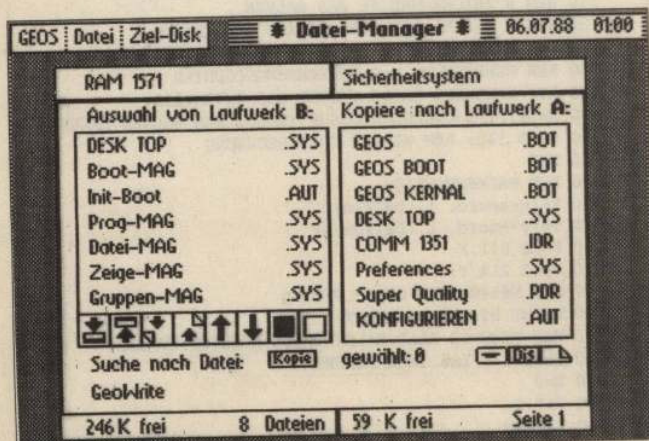 GEOS Datei Ziel-Disk * Datei-Manager * 06.07.88 01:00
RAM 1571
Auswahl von Laufwerk B:
DESK TOP .SYS
Boot-MAG .SYS
Init-Boot .AUT
Prog-MAG .SYS
Datei-MAG .SYS
Zeige-MAG .SYS
Gruppen-MAG .SYS
Sicherheitsystem
Kopiere nach Laufwerk A:
GEOS .BOT
GEOS BOOT .BOT
GEOS KERNAL .BOT
DESK TOP .SYS
COMM 1351 .IDR
Preferences .SYS
Super Quality .PDR
KONFIGURIEREN .AUT
Suche nach Datei: Kopie gewählt: 0 Dis
GeoWrite
246 K frei 8 Dateien 59 K frei Seite 1